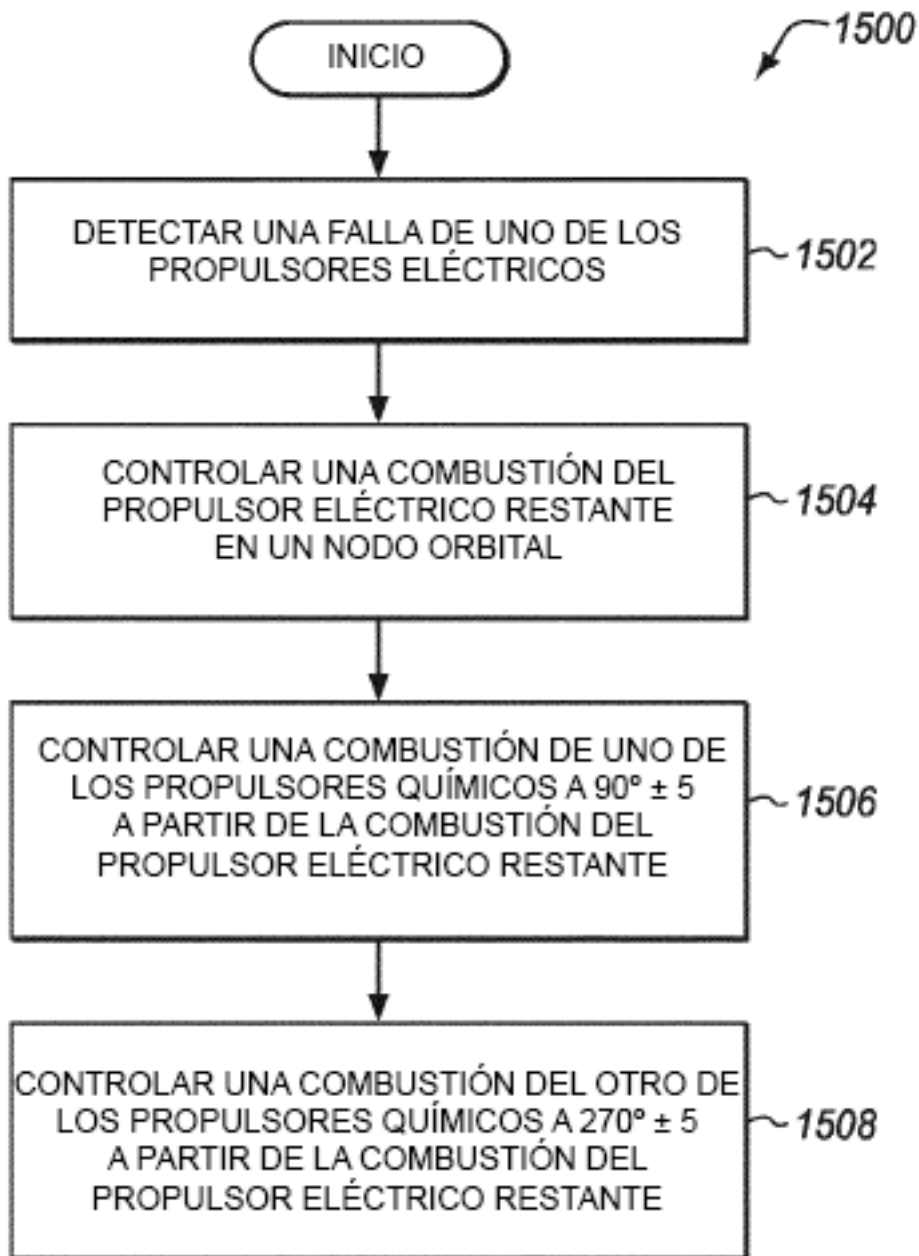 1500
INICIO
DETECTAR UNA FALLA DE UNO DE LOS
PROPULSORES ELÉCTRICOS
1502
CONTROLAR UNA COMBUSTIÓN DEL
PROPULSOR ELÉCTRICO RESTANTE
EN UN NODO ORBITAL
1504
CONTROLAR UNA COMBUSTIÓN DE UNO DE
LOS PROPULSORES QUÍMICOS A 90º ± 5
A PARTIR DE LA COMBUSTIÓN DEL
PROPULSOR ELÉCTRICO RESTANTE
1506
CONTROLAR UNA COMBUSTIÓN DEL OTRO DE
LOS PROPULSORES QUÍMICOS A 270º ± 5
A PARTIR DE LA COMBUSTIÓN DEL
PROPULSOR ELÉCTRICO RESTANTE
1508